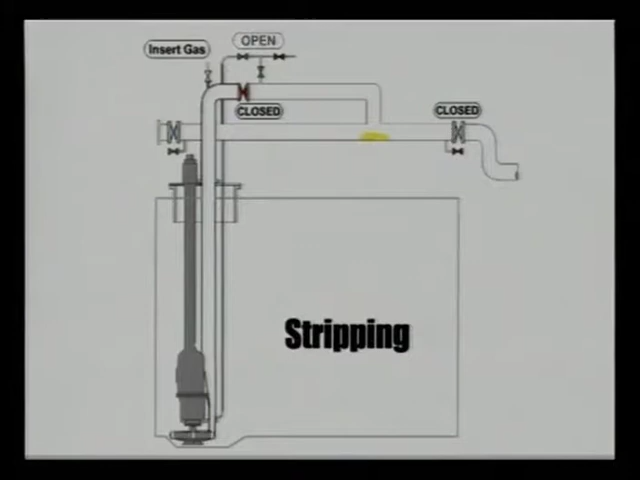 Insert Gas
OPEN
CLOSED
CLOSED
Stripping